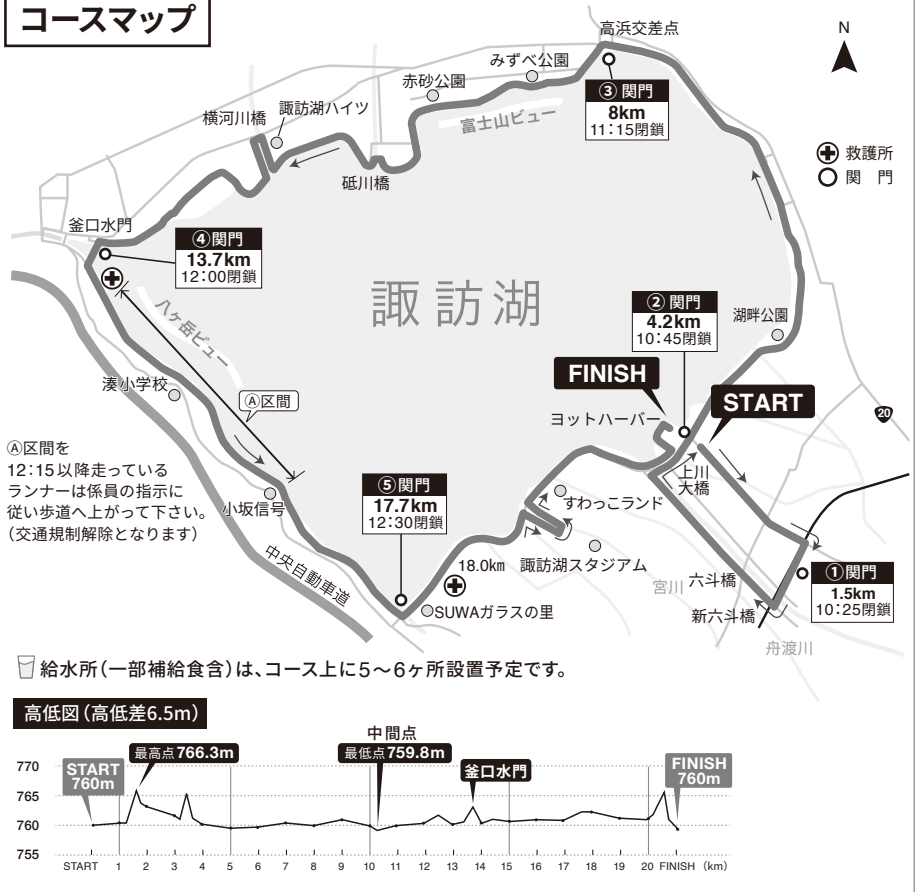 コースマップ
高浜交差点
N
みずべ公園
赤砂公園
③ 関門
8km
11：15閉鎖
富士山ビュー
諏訪湖ハイツ
横河川橋
砥川橋
救護所
関　門
釜口水門
④ 関門
13.7km
12：00閉鎖
諏訪湖
② 関門
4.2km
10：45閉鎖
湖畔公園
八ヶ岳ビュー
FINISH
START
湊小学校
Ⓐ区間
ヨットハーバー
20
Ⓐ区間を
12：15以降走っている
ランナーは係員の指示に
従い歩道へ上がって下さい。
（交通規制解除となります）
上川
大橋
⑤ 関門
17.7km
12：30閉鎖
小坂信号
すわっこランド
中央自動車道
18.0km
諏訪湖スタジアム
宮川
六斗橋
① 関門
1.5km
10：25閉鎖
SUWAガラスの里
新六斗橋
舟渡川
給水所（一部補給食含）は、コース上に5～6ヶ所設置予定です。
高低図（高低差6.5m）
中間点
最高点766.3m
最低点759.8m
釜口水門
START
760m
FINISH
760m
770
765
760
755
START 1 2 3 4 5 6 7 8 9 10 11 12 13 14 15 16 17 18 19 20 FINISH （km）